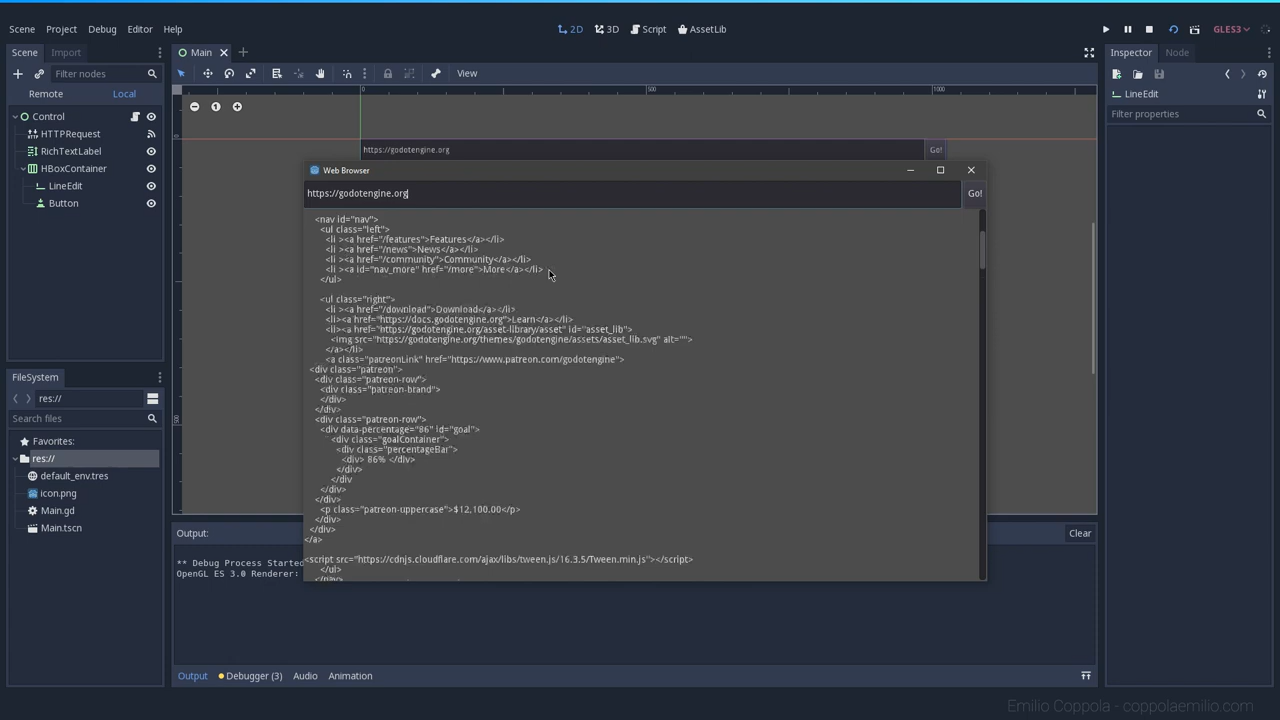 Scene Project Debug Editor Help
2D 3D Script AssetLib
GLES3
Scene Import
Filter nodes
Remote Local
Control
HTTPRequest
RichTextLabel
HBoxContainer
LineEdit
Button
FileSystem
res://
Search files
Favorites:
res://
default_env.tres
icon.png
Main.gd
Main.tscn
Main
View
0 500 1000
0
500
https://godotengine.org Go!
Web Browser
https://godotengine.org Go!
<nav id="nav">
<ul class="left">
<li ><a href="/features">Features</a></li>
<li ><a href="/news">News</a></li>
<li ><a href="/community">Community</a></li>
<li ><a id="nav_more" href="/more">More</a></li>
</ul>
<ul class="right">
<li ><a href="/download">Download</a></li>
<li><a href="https://docs.godotengine.org">Learn</a></li>
<li><a href="https://godotengine.org/asset-library/asset" id="asset_lib">
<img src="https://godotengine.org/themes/godotengine/assets/asset_lib.svg" alt="">
</a></li>
<a class="patreonLink" href="https://www.patreon.com/godotengine">
<div class="patreon">
<div class="patreon-row">
<div class="patreon-brand">
</div>
</div>
<div class="patreon-row">
<div data-percentage="86" id="goal">
<div class="goalContainer">
<div class="percentageBar">
<div> 86% </div>
</div>
</div
</div>
</div>
<p class="patreon-uppercase">$12,100.00</p>
</div>
</div>
</a>
<script src="https://cdnjs.cloudflare.com/ajax/libs/tween.js/16.3.5/Tween.min.js"></script>
</ul>
</nav>
Output: Clear
** Debug Process Started
OpenGL ES 3.0 Renderer:
Output Debugger (3) Audio Animation
Inspector Node
LineEdit
Filter properties
Emilio Coppola - coppolaemilio.com